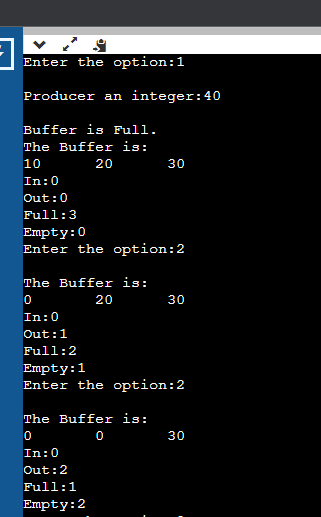 Enter the option:1
Producer an integer:40
Buffer is Full.
The Buffer is:
10 20 30
In:0
Out:0
Full:3
Empty:0
Enter the option:2
The Buffer is:
0 20 30
In:0
Out:1
Full:2
Empty:1
Enter the option:2
The Buffer is:
0 0 30
In:0
Out:2
Full:1
Empty:2